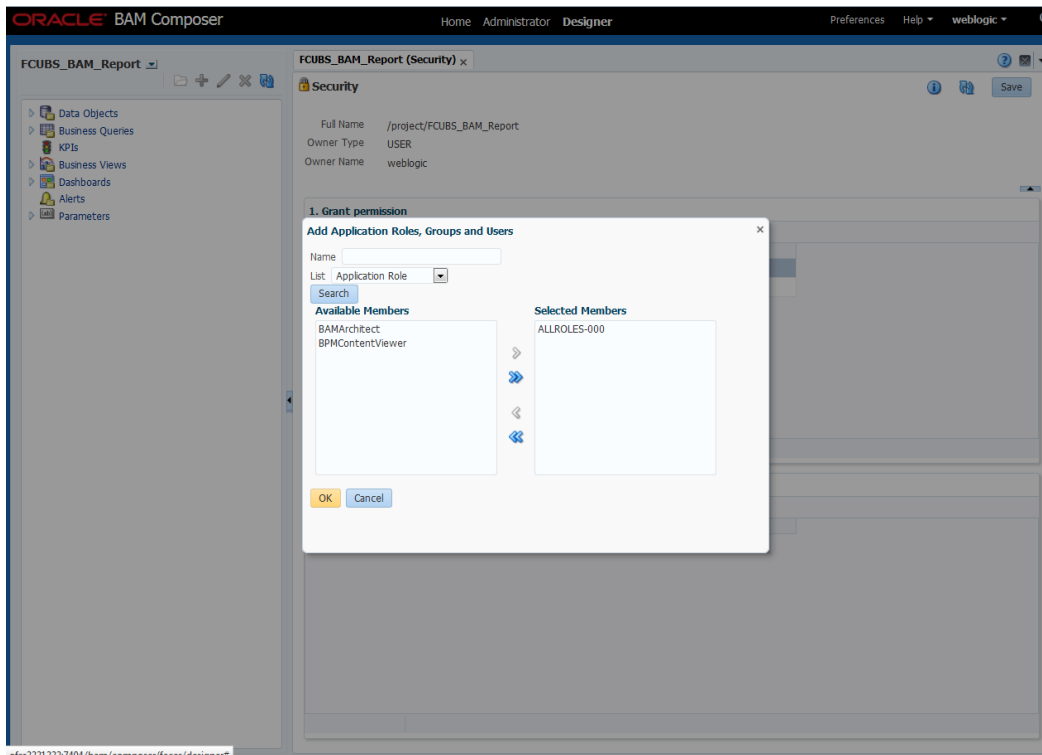 ORACLE BAM Composer
Home Administrator Designer
Preferences Help weblogic
FCUBS_BAM_Report
Data Objects
Business Queries
KPIs
Business Views
Dashboards
Alerts
Parameters
FCUBS_BAM_Report (Security) x
Security
Save
Full Name /project/FCUBS_BAM_Report
Owner Type USER
Owner Name weblogic
1. Grant permission
Add Application Roles, Groups and Users
Name
List Application Role
Search
Available Members
BAMArchitect
BPMContentViewer
Selected Members
ALLROLES-000
OK Cancel